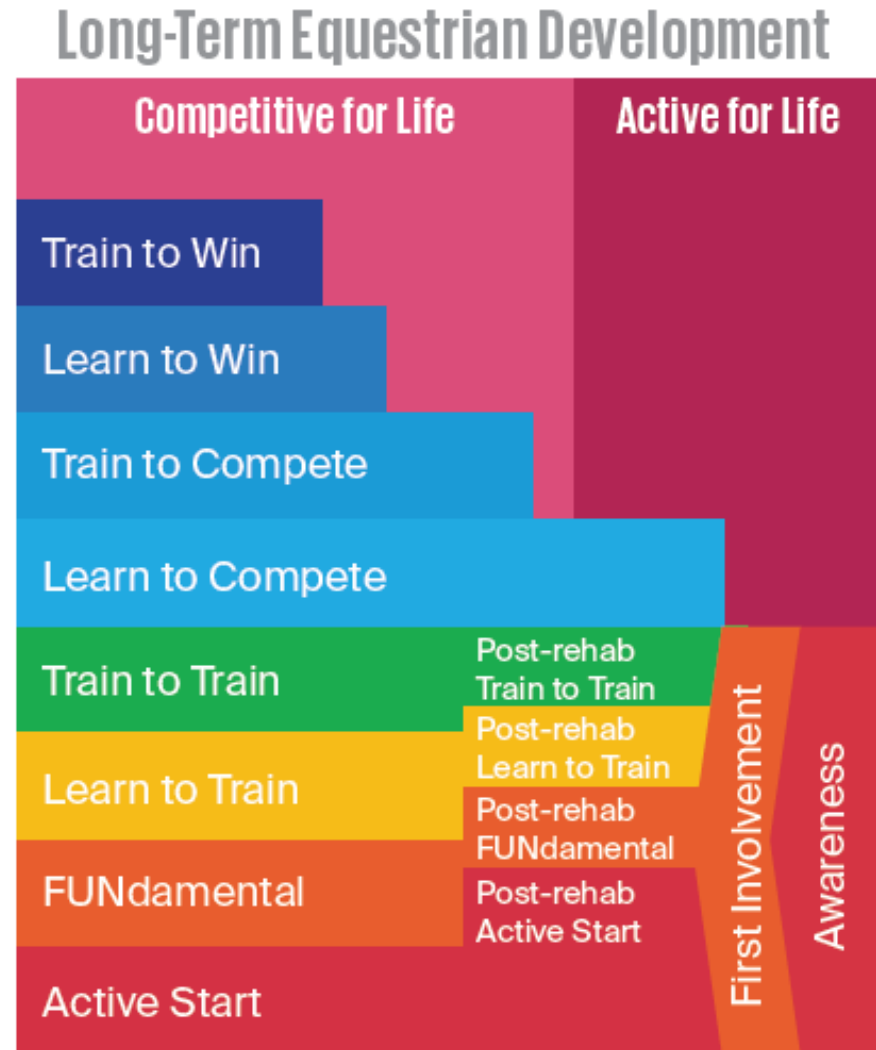 Long-Term Equestrian Development
Competitive for Life
Active for Life
Train to Win
Learn to Win
Train to Compete
Learn to Compete
Train to Train
Post-rehab
Train to Train
Learn to Train
Post-rehab
Learn to Train
FUNdamental
Post-rehab
FUNdamental
Active Start
Post-rehab
Active Start
First Involvement
Awareness